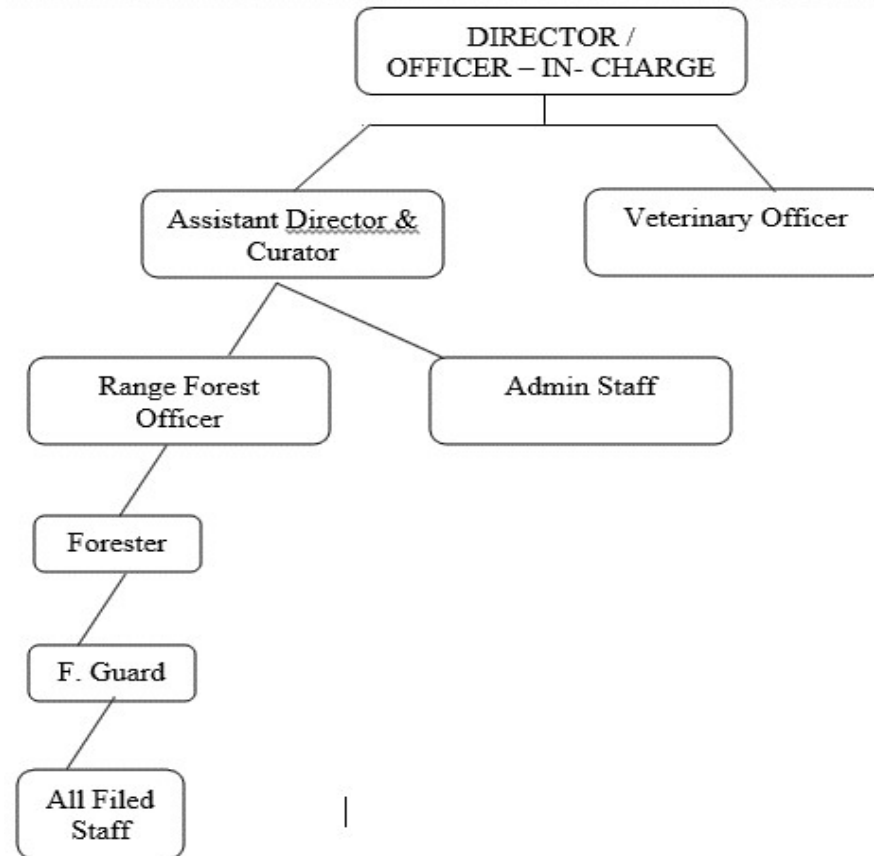 DIRECTOR /
OFFICER – IN- CHARGE
Assistant Director &
Curator
Veterinary Officer
Range Forest
Officer
Admin Staff
Forester
F. Guard
All Filed
Staff